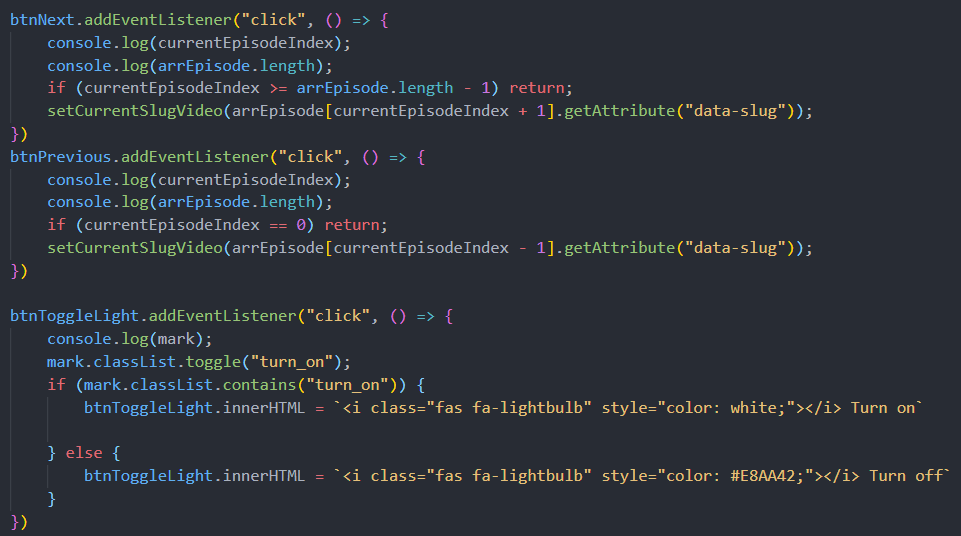 btnNext.addEventListener("click", () => {
    console.log(currentEpisodeIndex);
    console.log(arrEpisode.length);
    if (currentEpisodeIndex >= arrEpisode.length - 1) return;
    setCurrentSlugVideo(arrEpisode[currentEpisodeIndex + 1].getAttribute("data-slug"));
})
btnPrevious.addEventListener("click", () => {
    console.log(currentEpisodeIndex);
    console.log(arrEpisode.length);
    if (currentEpisodeIndex == 0) return;
    setCurrentSlugVideo(arrEpisode[currentEpisodeIndex - 1].getAttribute("data-slug"));
})

btnToggleLight.addEventListener("click", () => {
    console.log(mark);
    mark.classList.toggle("turn_on");
    if (mark.classList.contains("turn_on")) {
        btnToggleLight.innerHTML = `<i class="fas fa-lightbulb" style="color: white;"></i> Turn on`

    } else {
        btnToggleLight.innerHTML = `<i class="fas fa-lightbulb" style="color: #E8AA42;"></i> Turn off`
    }
})